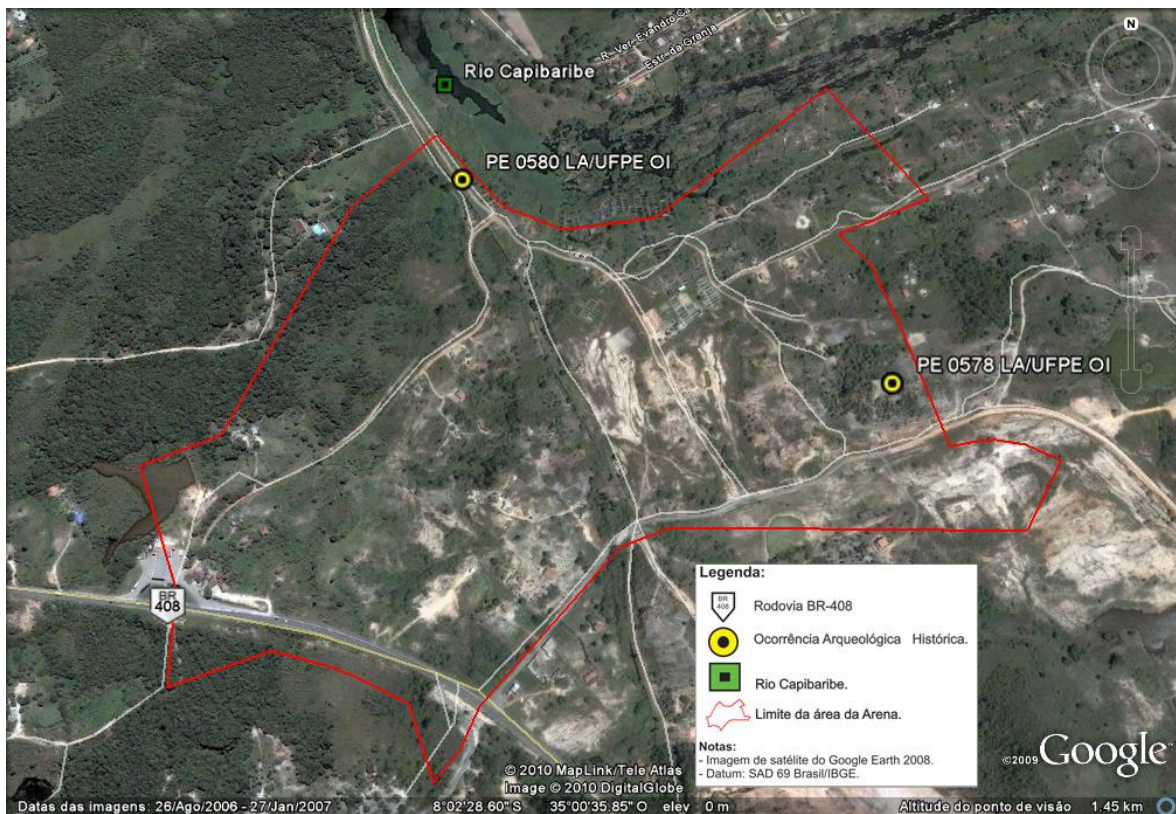 R. Ver. Evandro Ca
Estr. da Granja
N
Rio Capibaribe
PE 0580 LA/UFPE OI
PE 0578 LA/UFPE OI
BR
408
Legenda:
BR
408
Rodovia BR-408
Ocorrência Arqueológica Histórica.
Rio Capibaribe.
Limite da área da Arena.
Notas:
- Imagem de satélite do Google Earth 2008.
- Datum: SAD 69 Brasil/IBGE.
©2009 Google
© 2010 MapLink/Tele Atlas
Image © 2010 DigitalGlobe
Datas das imagens: 26/Ago/2006 - 27/Jan/2007 8°02'28.60" S 35°00'35.85" O elev 0 m Altitude do ponto de visão 1.45 km